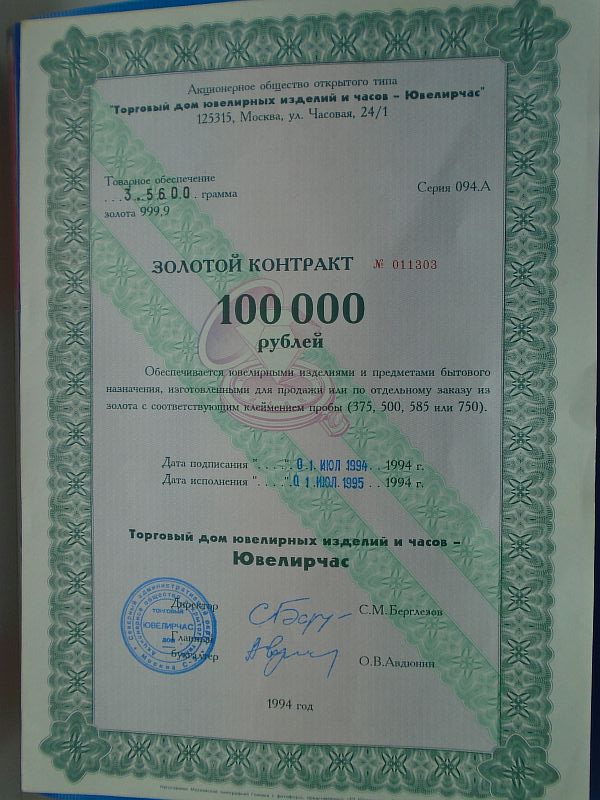 Акционерное общество открытого типа
"Торговый дом ювелирных изделий и часов – Ювелирчас"
125315, Москва, ул. Часовая, 24/1
Товарное обеспечение
...3.5600. грамма
золота 999,9
Серия 094.А
ЗОЛОТОЙ КОНТРАКТ № 011303
100 000
рублей
Обеспечивается ювелирными изделиями и предметами бытового
назначения, изготовленными для продажи или по отдельному заказу из
золота с соответствующим клеймением пробы (375, 500, 585 или 750).
Дата подписания "....".01 ИЮЛ 1994.. 1994 г.
Дата исполнения "....".01 ИЮЛ 1995.. 1994 г.
Торговый дом ювелирных изделий и часов –
Ювелирчас
Директор
С.М.Берглезов
Главный
бухгалтер
О.В.Авдюнин
ТОРГОВЫЙ
ЮВЕЛИРЧАС
ДОМ
1994 год